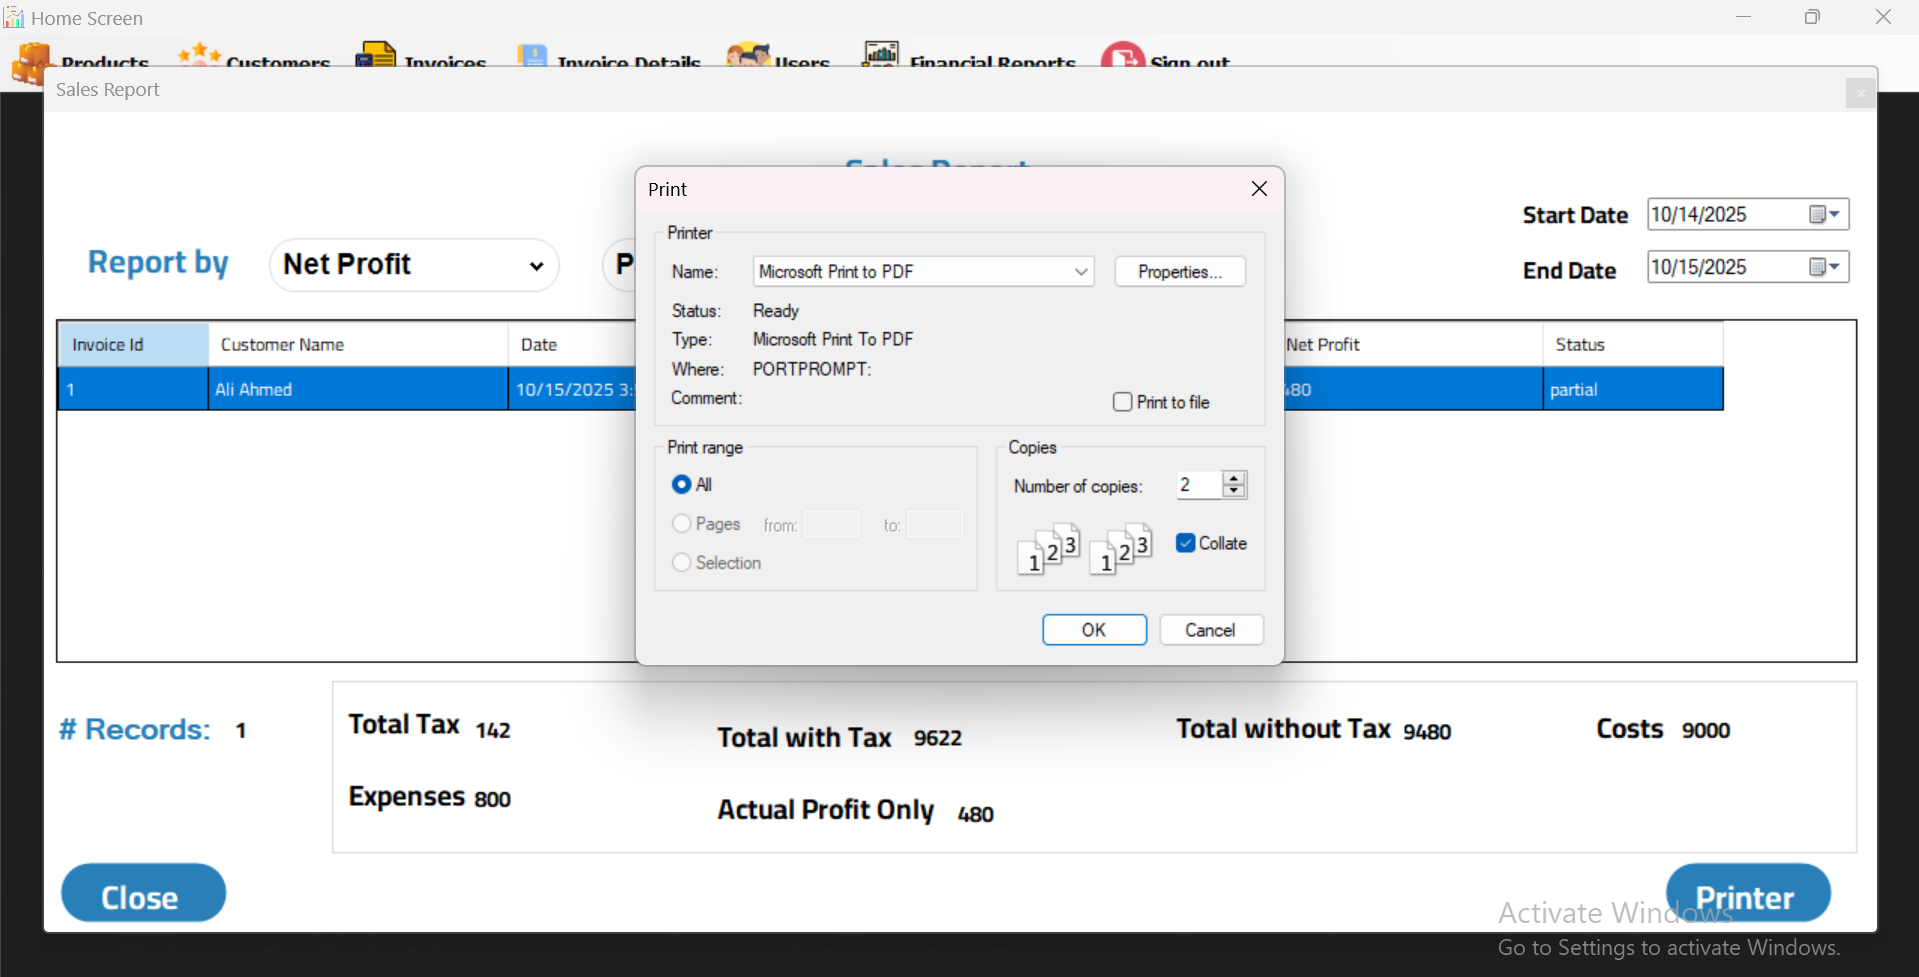 Home Screen
Products Customers Invoices Invoice Details Users Financial Reports Sign out
Sales Report
Sales Report
Print
Printer
Name: Microsoft Print to PDF Properties...
Status: Ready
Type: Microsoft Print To PDF
Where: PORTPROMPT:
Comment:
Print to file
Print range
All
Pages from: to:
Selection
Copies
Number of copies: 2
1 2 3 1 2 3
Collate
OK Cancel
Start Date 10/14/2025
End Date 10/15/2025
Report by Net Profit P
Invoice Id Customer Name Date Net Profit Status
1 Ali Ahmed 10/15/2025 3: 480 partial
# Records: 1
Total Tax 142
Total with Tax 9622
Total without Tax 9480
Costs 9000
Expenses 800
Actual Profit Only 480
Close
Printer
Activate Windows
Go to Settings to activate Windows.